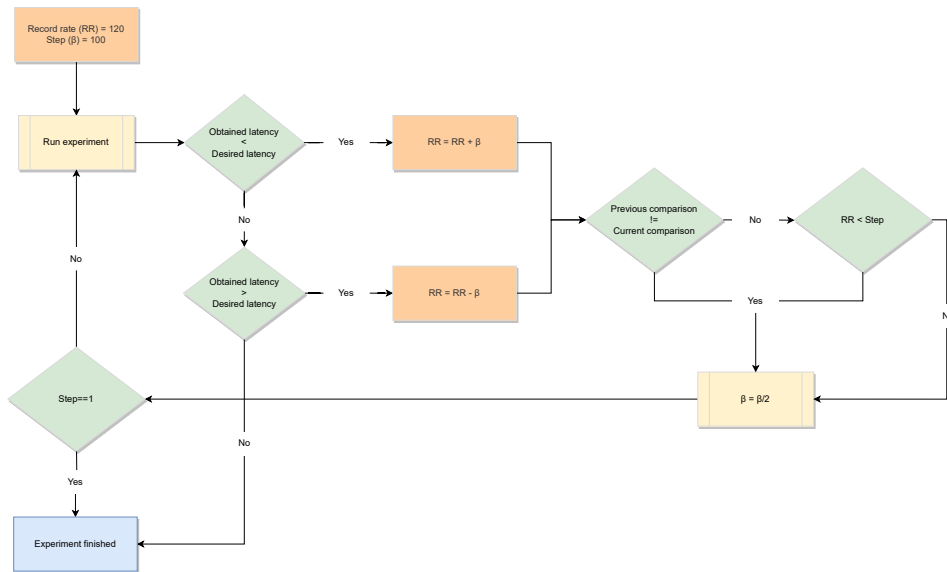 Record rate (RR) = 120
Step (β) = 100
Run experiment
Obtained latency
<
Desired latency
Yes
RR = RR + β
No
Previous comparison
!=
Current comparison
No
RR < Step
No
Obtained latency
>
Desired latency
Yes
RR = RR - β
Yes
N
Step==1
β = β/2
No
Yes
Experiment finished